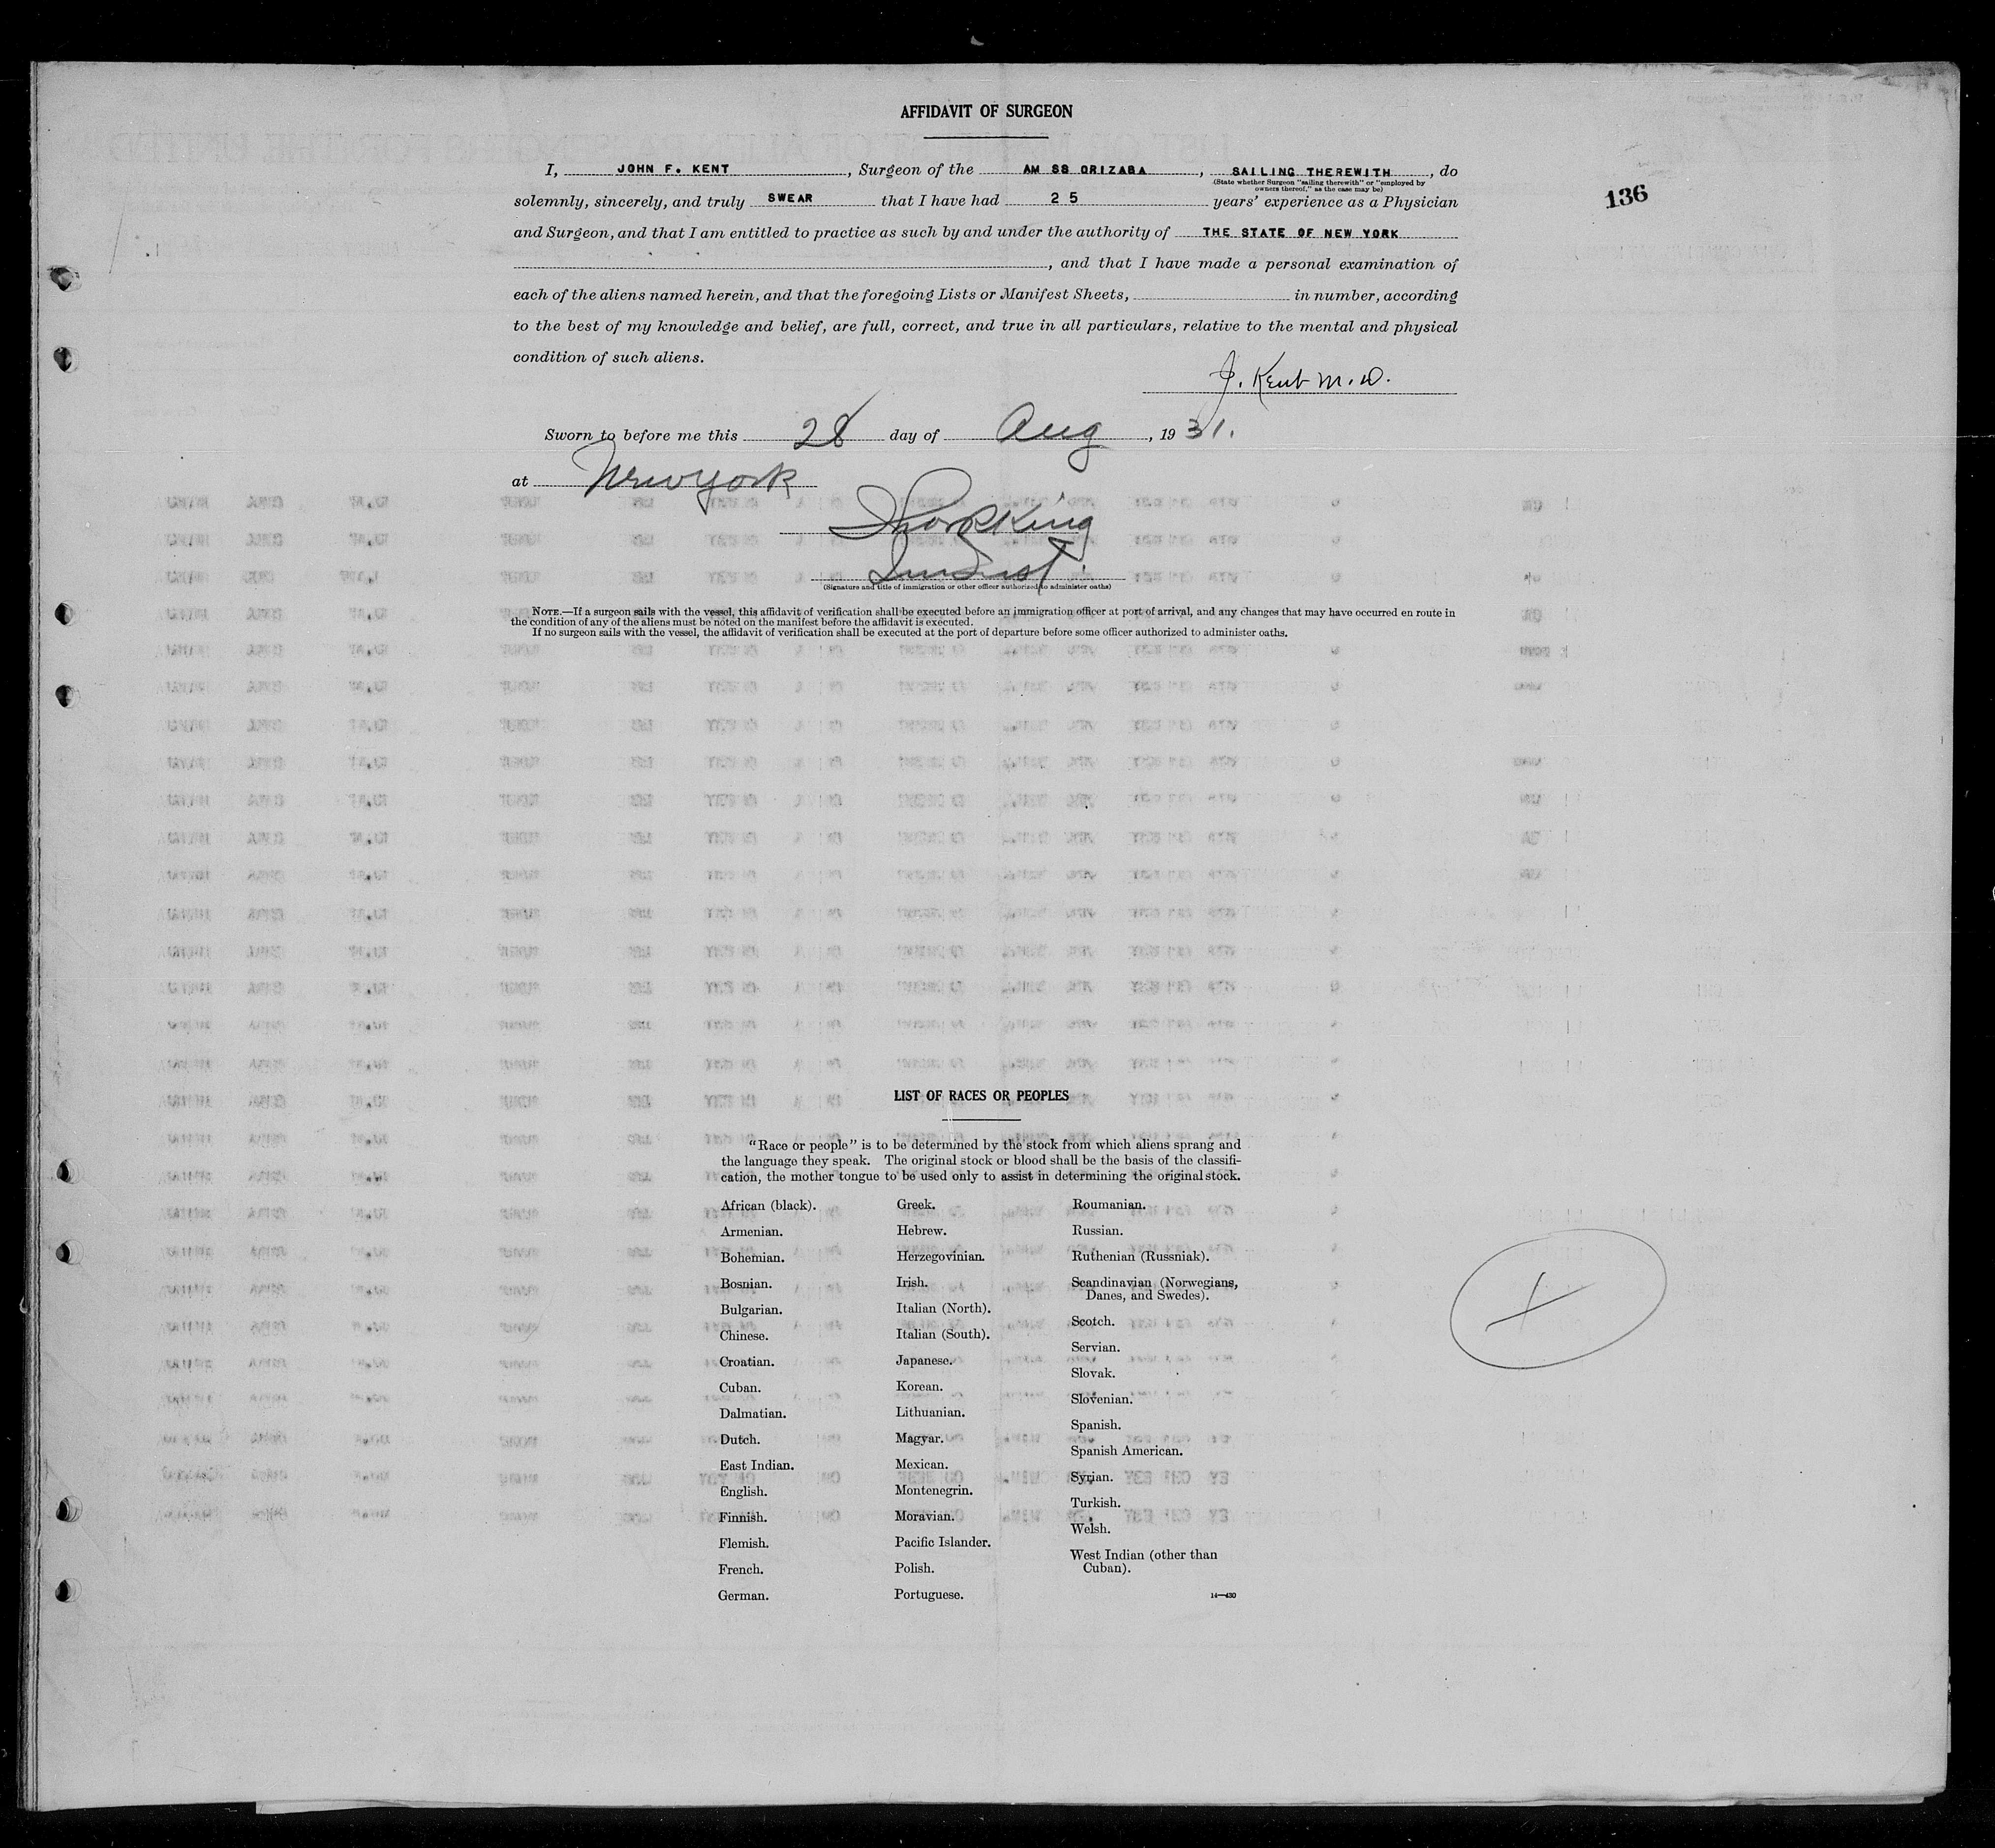 AFFIDAVIT OF SURGEON
I, JOHN F. KENT, Surgeon of the AM SS ORIZABA, SAILING THEREWITH, do
(State whether Surgeon "sailing therewith" or "employed by
owners thereof," as the case may be)
136
solemnly, sincerely, and truly SWEAR that I have had 25 years' experience as a Physician
and Surgeon, and that I am entitled to practice as such by and under the authority of THE STATE OF NEW YORK
, and that I have made a personal examination of
each of the aliens named herein, and that the foregoing Lists or Manifest Sheets, in number, according
to the best of my knowledge and belief, are full, correct, and true in all particulars, relative to the mental and physical
condition of such aliens.
J. Kent M.D.
Sworn to before me this 28 day of Aug, 1931.
at New York
King
(Signature and title of immigration or other officer authorized to administer oaths)
NOTE.—If a surgeon sails with the vessel, this affidavit of verification shall be executed before an immigration officer at port of arrival, and any changes that may have occurred en route in
the condition of any of the aliens must be noted on the manifest before the affidavit is executed.
If no surgeon sails with the vessel, the affidavit of verification shall be executed at the port of departure before some officer authorized to administer oaths.
LIST OF RACES OR PEOPLES
"Race or people" is to be determined by the stock from which aliens sprang and
the language they speak. The original stock or blood shall be the basis of the classifi-
cation, the mother tongue to be used only to assist in determining the original stock.
African (black).
Armenian.
Bohemian.
Bosnian.
Bulgarian.
Chinese.
Croatian.
Cuban.
Dalmatian.
Dutch.
East Indian.
English.
Finnish.
Flemish.
French.
German.
Greek.
Hebrew.
Herzegovinian.
Irish.
Italian (North).
Italian (South).
Japanese.
Korean.
Lithuanian.
Magyar.
Mexican.
Montenegrin.
Moravian.
Pacific Islander.
Polish.
Portuguese.
Roumanian.
Russian.
Ruthenian (Russniak).
Scandinavian (Norwegians,
Danes, and Swedes).
Scotch.
Servian.
Slovak.
Slovenian.
Spanish.
Spanish American.
Syrian.
Turkish.
Welsh.
West Indian (other than
Cuban).
14—430